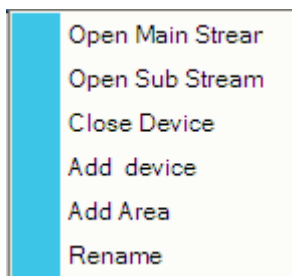 Open Main Strear
Open Sub Stream
Close Device
Add device
Add Area
Rename